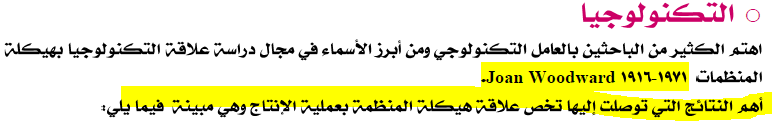 ○ التكنولوجيا
اهتم الكثير من الباحثين بالعامل التكنولوجي ومن أبرز الأسماء في مجال دراسة علاقة التكنولوجيا بهيكلة
المنظمات Joan Woodward ١٩١٦-١٩٧١.
أهم النتائج التي توصلت إليها تخص علاقة هيكلة المنظمة بعملية الإنتاج وهي مبينة فيما يلي: